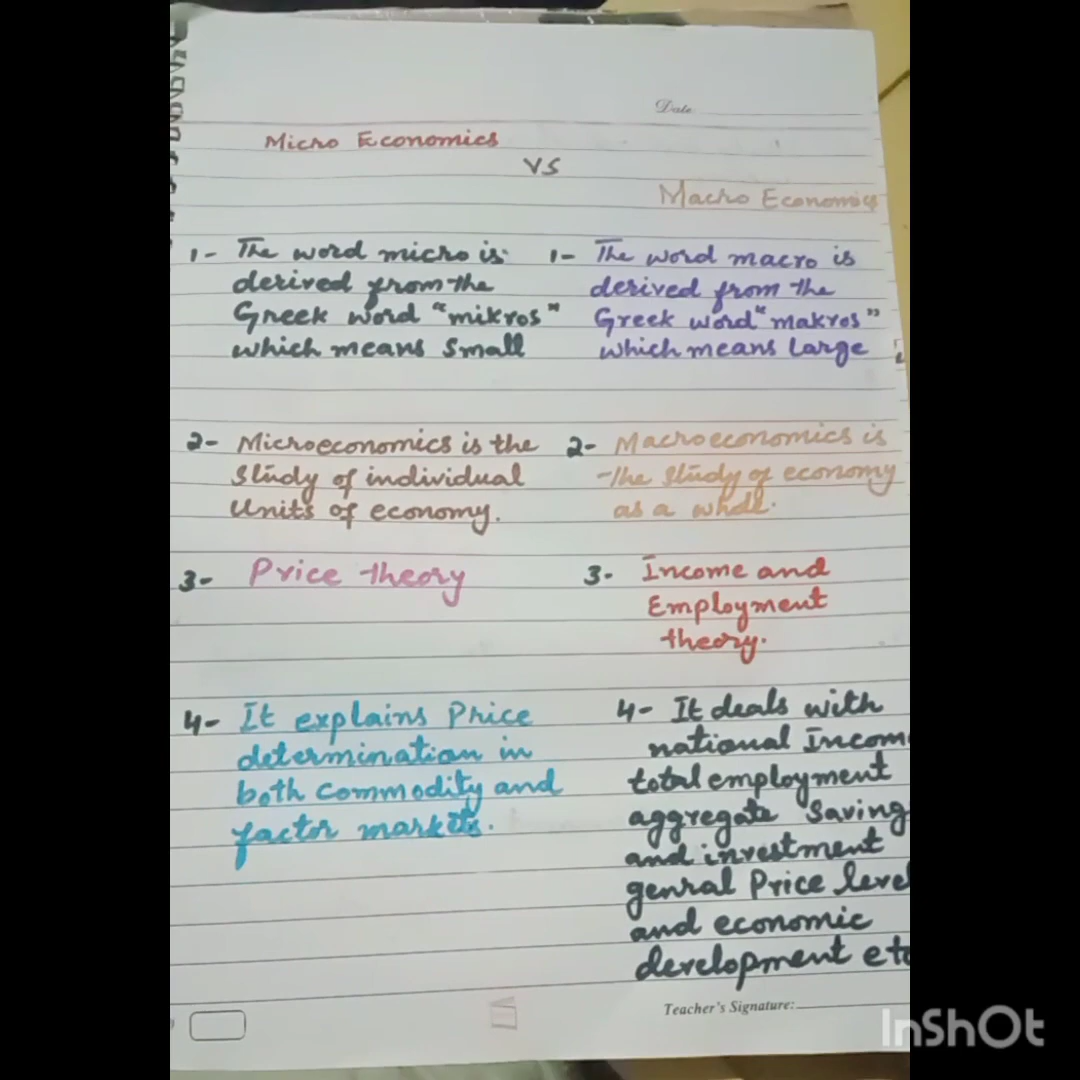 Date
Micro Economics
VS
Macro Economics
1- The word micro is
derived from the
Greek word "mikros"
which means Small
1- The word macro is
derived from the
Greek word "makros"
which means Large
2- Microeconomics is the
Study of individual
Units of economy.
2- Macroeconomics is
the Study of economy
as a whole.
3- Price theory
3- Income and
Employment
theory.
4- It explains Price
determination in
both commodity and
factor markets.
4- It deals with
national Incom
total employment
aggregate Saving
and investment
genral Price level
and economic
development etc
Teacher's Signature:
InShOt